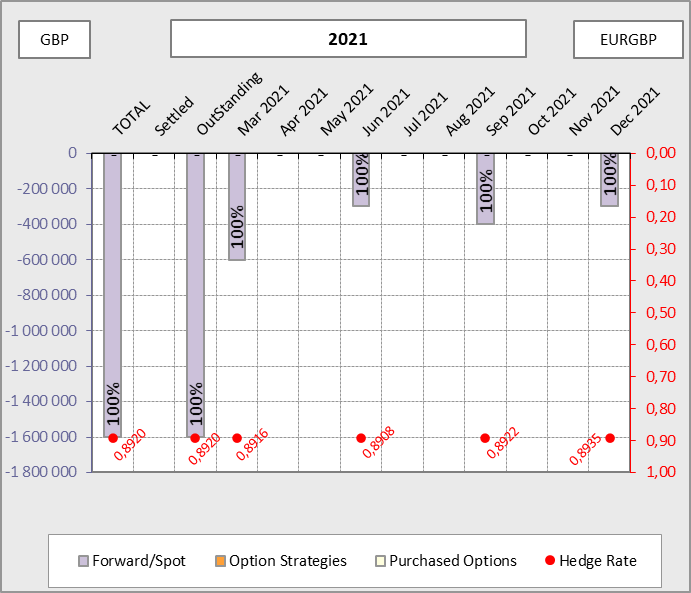 GBP
2021
EURGBP
TOTAL
Settled
OutStanding
Mar 2021
Apr 2021
May 2021
Jun 2021
Jul 2021
Aug 2021
Sep 2021
Oct 2021
Nov 2021
Dec 2021
0
-200 000
-400 000
-600 000
-800 000
-1 000 000
-1 200 000
-1 400 000
-1 600 000
-1 800 000
100%
100%
100%
100%
100%
100%
0,8920
0,8920
0,8916
0,8908
0,8922
0,8935
0,00
0,10
0,20
0,30
0,40
0,50
0,60
0,70
0,80
0,90
1,00
Forward/Spot
Option Strategies
Purchased Options
Hedge Rate